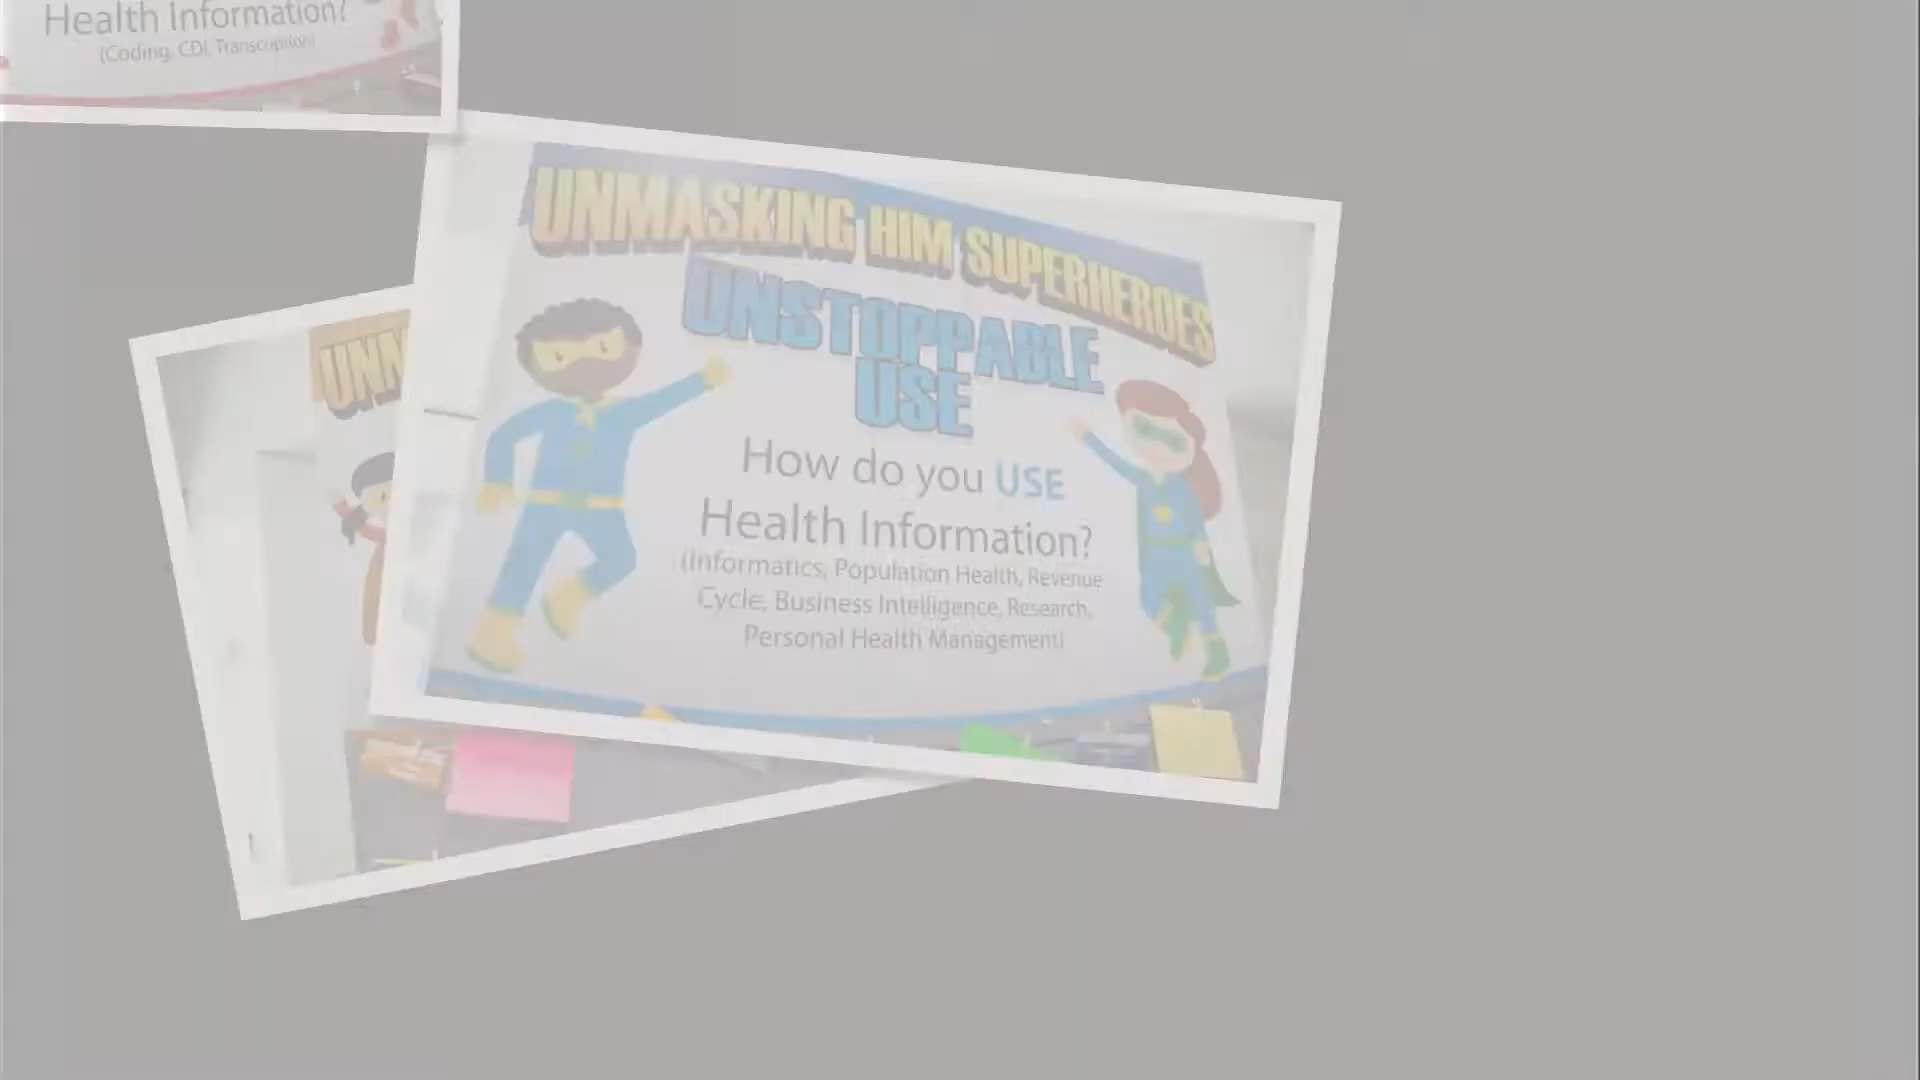 Health Information?
(Coding, CDI, Transcription)
UNMASKING HIM SUPERHEROES
UNSTOPPABLE
USE
How do you USE
Health Information?
(Informatics, Population Health, Revenue
Cycle, Business Intelligence, Research,
Personal Health Management)
UNM